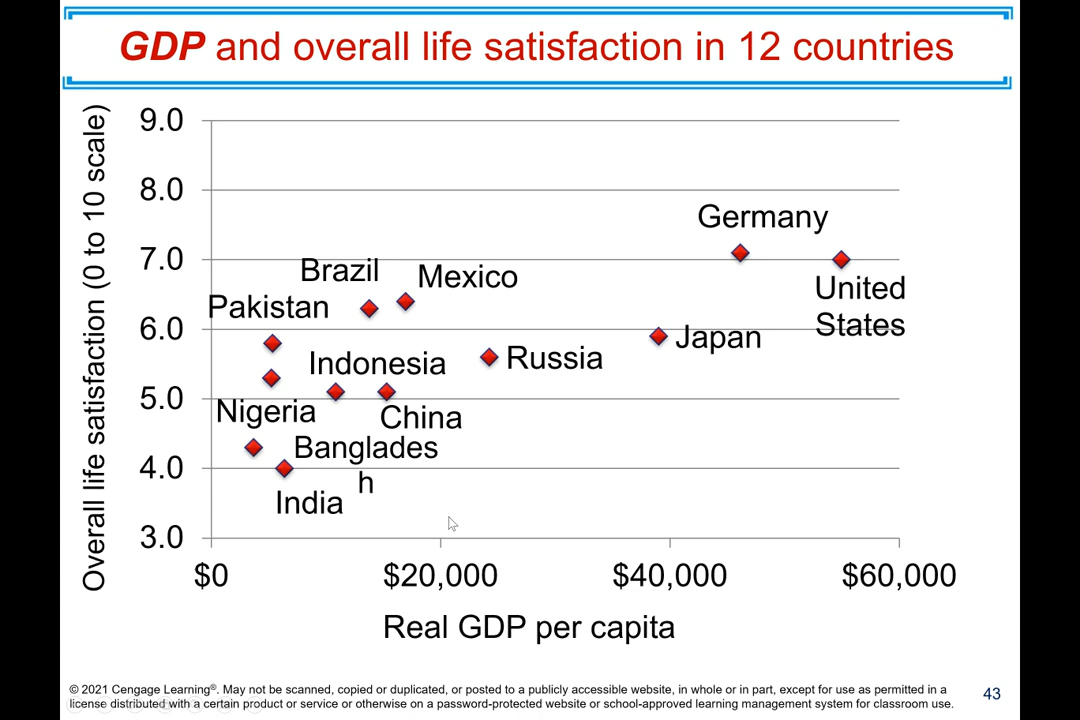 GDP and overall life satisfaction in 12 countries
Overall life satisfaction (0 to 10 scale)
9.0
8.0
7.0
6.0
5.0
4.0
3.0
Germany
United
States
Brazil
Mexico
Pakistan
Japan
Indonesia
Russia
Nigeria
China
Banglades
h
India
$0
$20,000
$40,000
$60,000
Real GDP per capita
© 2021 Cengage Learning®. May not be scanned, copied or duplicated, or posted to a publicly accessible website, in whole or in part, except for use as permitted in a
license distributed with a certain product or service or otherwise on a password-protected website or school-approved learning management system for classroom use.
43